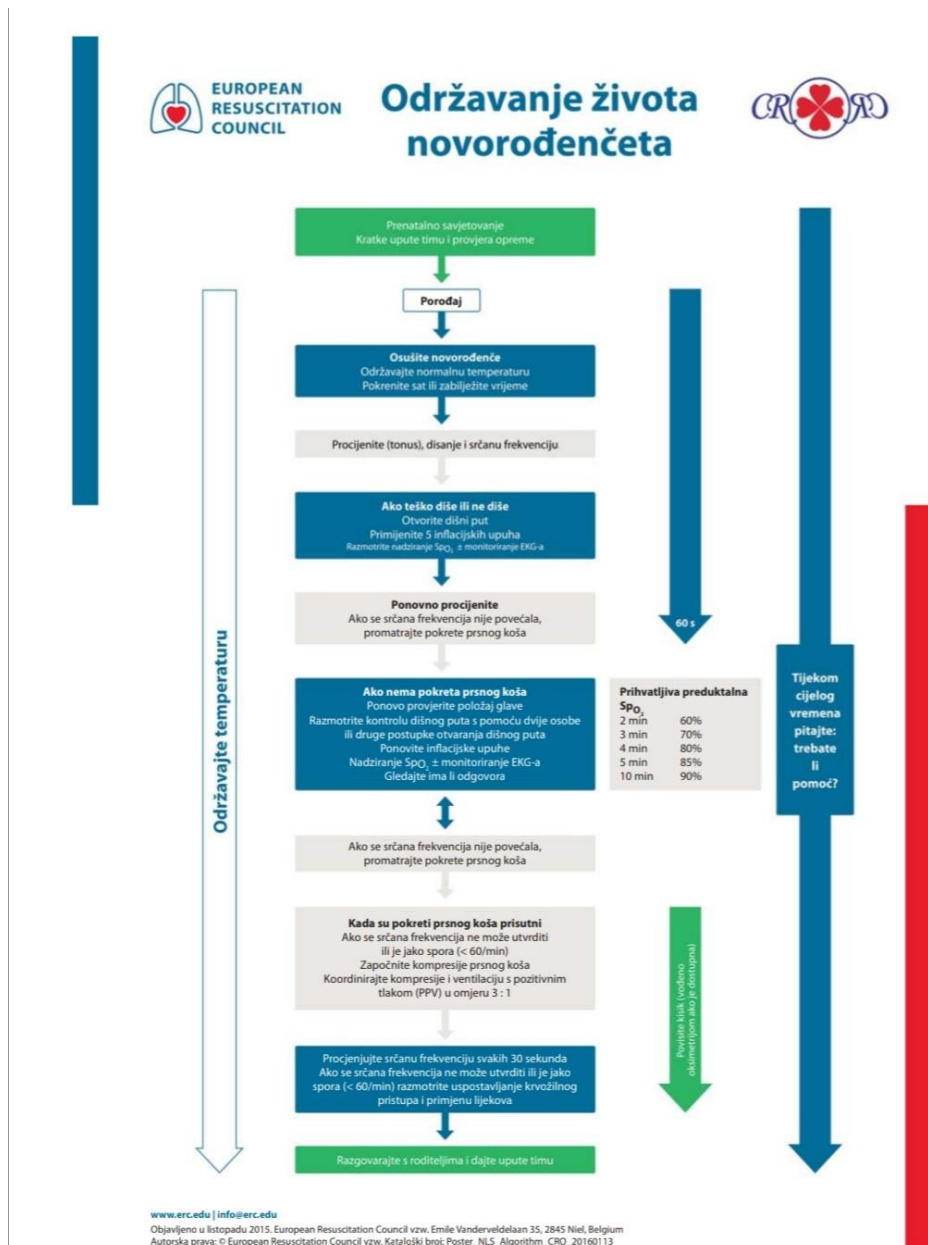 EUROPEAN
RESUSCITATION
COUNCIL
Održavanje života
novorođenčeta
CR RC
Prenatalno savjetovanje
Kratke upute timu i provjera opreme
Porođaj
Osušite novorođenče
Održavajte normalnu temperaturu
Pokrenite sat ili zabilježite vrijeme
Procijenite (tonus), disanje i srčanu frekvenciju
Ako teško diše ili ne diše
Otvorite dišni put
Primijenite 5 inflacijskih upuha
Razmotrite nadziranje SpO₂ ± monitoriranje EKG-a
Ponovno procijenite
Ako se srčana frekvencija nije povećala,
promatrajte pokrete prsnog koša
60 s
Ako nema pokreta prsnog koša
Ponovo provjerite položaj glave
Razmotrite kontrolu dišnog puta s pomoću dvije osobe
ili druge postupke otvaranja dišnog puta
Ponovite inflacijske upuhe
Nadziranje SpO₂ ± monitoriranje EKG-a
Gledajte ima li odgovora
Prihvatljiva preduktalna
SpO₂
2 min 60%
3 min 70%
4 min 80%
5 min 85%
10 min 90%
Tijekom
cijelog
vremena
pitajte:
trebate
li
pomoć?
Održavajte temperaturu
Ako se srčana frekvencija nije povećala,
promatrajte pokrete prsnog koša
Kada su pokreti prsnog koša prisutni
Ako se srčana frekvencija ne može utvrditi
ili je jako spora (< 60/min)
Započnite kompresije prsnog koša
Koordinirajte kompresije i ventilaciju s pozitivnim
tlakom (PPV) u omjeru 3 : 1
Povisite kisik (vođeno
oksimetrijom ako je dostupna)
Procjenjujte srčanu frekvenciju svakih 30 sekunda
Ako se srčana frekvencija ne može utvrditi ili je jako
spora (< 60/min) razmotrite uspostavljanje krvožilnog
pristupa i primjenu lijekova
Razgovarajte s roditeljima i dajte upute timu
www.erc.edu | info@erc.edu
Objavljeno u listopadu 2015. European Resuscitation Council vzw, Emile Vanderveldelaan 35, 2845 Niel, Belgium
Autorska prava: © European Resuscitation Council vzw. Kataloški broj: Poster_NLS_Algorithm_CRO_20160113